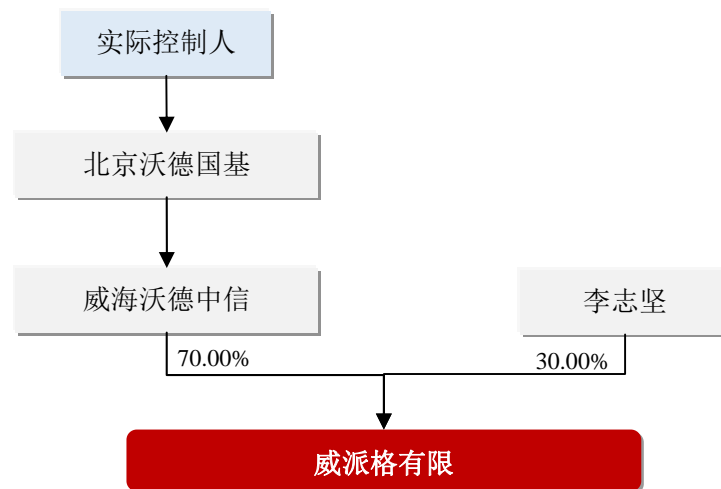 实际控制人
北京沃德国基
威海沃德中信
李志坚
70.00%
30.00%
威派格有限